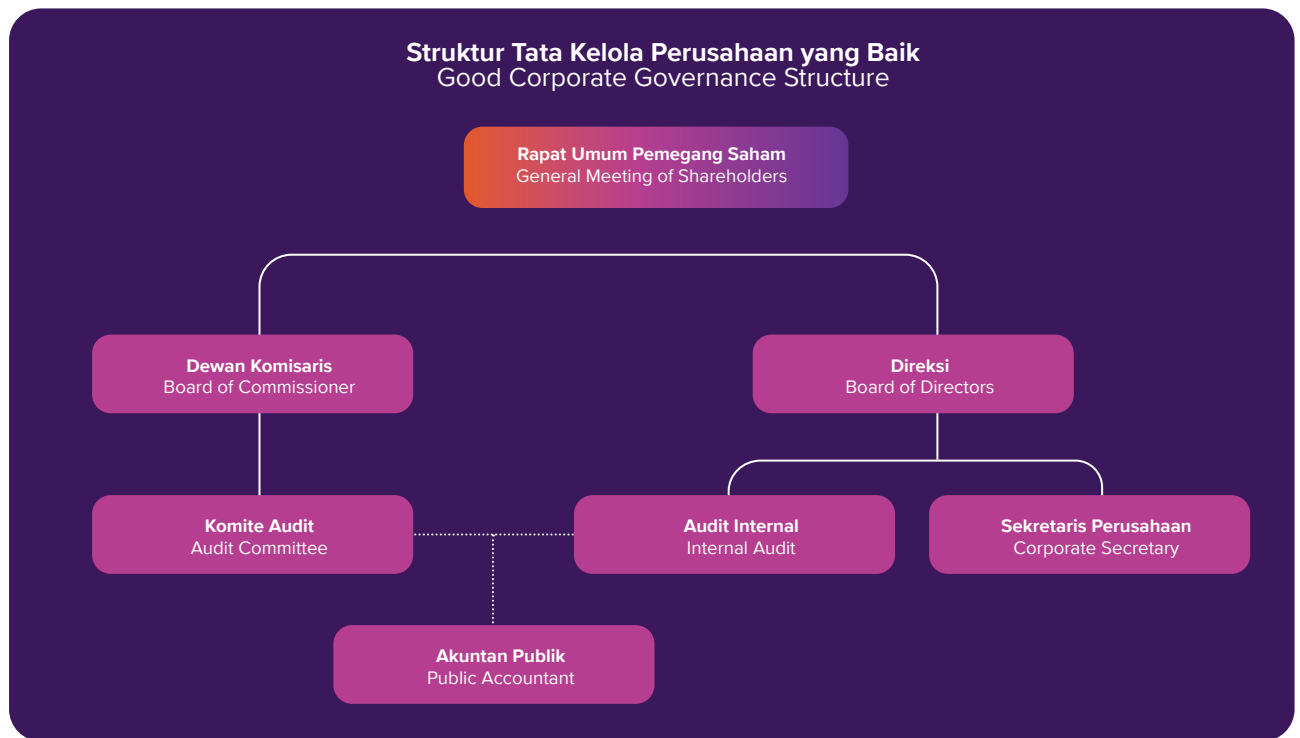 Struktur Tata Kelola Perusahaan yang Baik
Good Corporate Governance Structure
Rapat Umum Pemegang Saham
General Meeting of Shareholders
Dewan Komisaris
Board of Commissioner
Direksi
Board of Directors
Komite Audit
Audit Committee
Audit Internal
Internal Audit
Sekretaris Perusahaan
Corporate Secretary
Akuntan Publik
Public Accountant